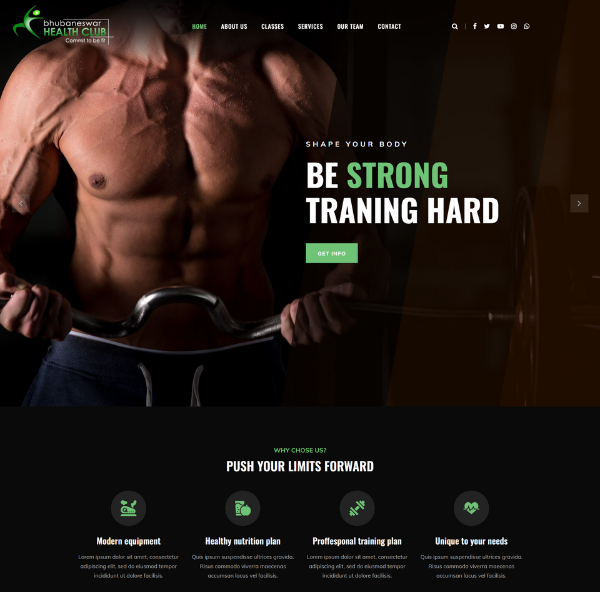 bhubaneswar
HEALTH CLUB
Commit to be fit
HOME ABOUT US CLASSES SERVICES OUR TEAM CONTACT
SHAPE YOUR BODY
BE STRONG
TRANING HARD
GET INFO
WHY CHOSE US?
PUSH YOUR LIMITS FORWARD
Modern equipment
Lorem ipsum dolor sit amet, consectetur
adipiscing elit, sed do eiusmod tempor
incididunt ut dolore facilisis.
Healthy nutrition plan
Quis ipsum suspendisse ultrices gravida.
Risus commodo viverra maecenas
accumsan lacus vel facilisis.
Proffesponal training plan
Lorem ipsum dolor sit amet, consectetur
adipiscing elit, sed do eiusmod tempor
incididunt ut dolore facilisis.
Unique to your needs
Quis ipsum suspendisse ultrices gravida.
Risus commodo viverra maecenas
accumsan lacus vel facilisis.